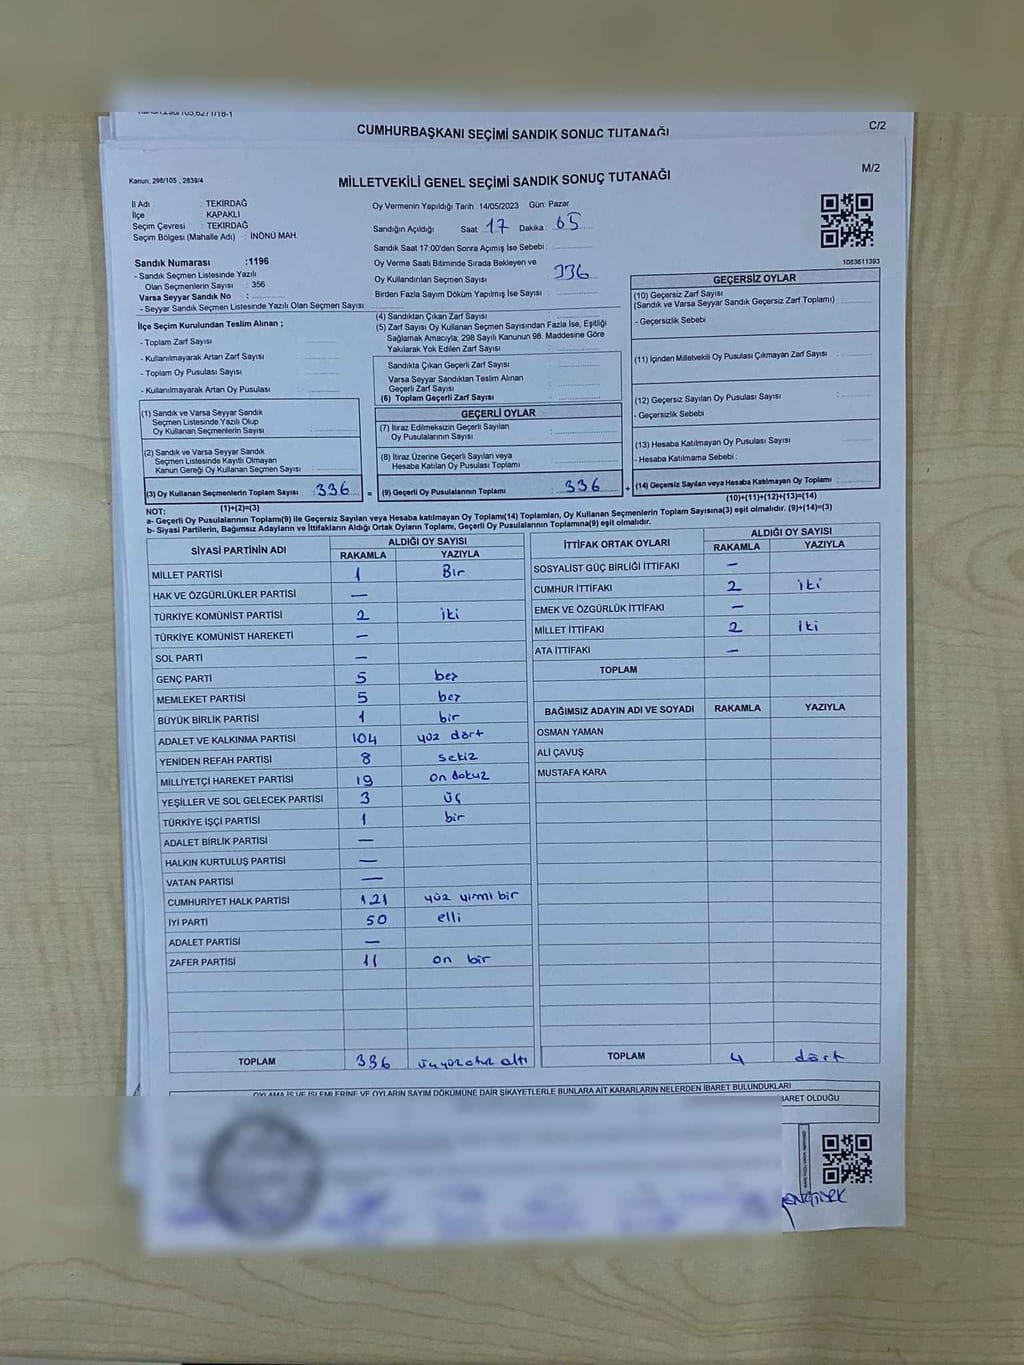 CUMHURBAŞKANI SEÇİMİ SANDIK SONUÇ TUTANAĞI
C/2
Kanun: 298/105 , 2839/4
MİLLETVEKİLİ GENEL SEÇİMİ SANDIK SONUÇ TUTANAĞI
M/2
İl Adı : TEKİRDAĞ
İlçe : KAPAKLI
Seçim Çevresi : TEKİRDAĞ
Seçim Bölgesi (Mahalle Adı) : İNÖNÜ MAH.
Sandık Numarası :1196
- Sandık Seçmen Listesinde Yazılı
Olan Seçmenlerin Sayısı : 356
Varsa Seyyar Sandık No :
- Seyyar Sandık Seçmen Listesinde Yazılı Olan Seçmen Sayısı:
Oy Vermenin Yapıldığı Tarih : 14/05/2023 Gün: Pazar
Sandığın Açıldığı Saat : 17 Dakika : 05
Sandık Saat 17:00'den Sonra Açımış İse Sebebi :
Oy Verme Saati Bitiminde Sırada Bekleyen ve
Oy Kullandırılan Seçmen Sayısı : 336
Birden Fazla Sayım Döküm Yapılmış İse Sayısı :
1083611393
İlçe Seçim Kurulundan Teslim Alınan ;
- Toplam Zarf Sayısı :
- Kullanılmayarak Artan Zarf Sayısı :
- Toplam Oy Pusulası Sayısı :
- Kullanılmayarak Artan Oy Pusulası :
(1) Sandık ve Varsa Seyyar Sandık
Seçmen Listesinde Yazılı Olup
Oy Kullanan Seçmenlerin Sayısı :
(2) Sandık ve Varsa Seyyar Sandık
Seçmen Listesinde Kayıtlı Olmayan
Kanun Gereği Oy Kullanan Seçmen Sayısı :
(3) Oy Kullanan Seçmenlerin Toplam Sayısı : 336 =
(1)+(2)=(3)
(4) Sandıktan Çıkan Zarf Sayısı :
(5) Zarf Sayısı Oy Kullanan Seçmen Sayısından Fazla İse, Eşitliği
Sağlamak Amacıyla; 298 Sayılı Kanunun 98. Maddesine Göre
Yakılarak Yok Edilen Zarf Sayısı :
Sandıkta Çıkan Geçerli Zarf Sayısı :
Varsa Seyyar Sandıktan Teslim Alınan
Geçerli Zarf Sayısı :
(6) Toplam Geçerli Zarf Sayısı :
GEÇERLİ OYLAR
(7) İtiraz Edilmeksizin Geçerli Sayılan
Oy Pusulalarının Sayısı :
(8) İtiraz Üzerine Geçerli Sayılan veya
Hesaba Katılan Oy Pusulası Toplamı :
(9) Geçerli Oy Pusulalarının Toplamı : 336 +
GEÇERSİZ OYLAR
(10) Geçersiz Zarf Sayısı
(Sandık ve Varsa Seyyar Sandık Geçersiz Zarf Toplamı) :
- Geçersizlik Sebebi :
(11) İçinden Milletvekili Oy Pusulası Çıkmayan Zarf Sayısı :
(12) Geçersiz Sayılan Oy Pusulası Sayısı :
- Geçersizlik Sebebi :
(13) Hesaba Katılmayan Oy Pusulası Sayısı :
- Hesaba Katılmama Sebebi :
(14) Geçersiz Sayılan veya Hesaba Katılmayan Oy Toplamı :
(10)+(11)+(12)+(13)=(14)
NOT:
a- Geçerli Oy Pusulalarının Toplamı(9) ile Geçersiz Sayılan veya Hesaba Katılmayan Oy Toplamı(14) Toplamları, Oy Kullanan Seçmenlerin Toplam Sayısına(3) eşit olmalıdır. (9)+(14)=(3)
b- Siyasi Partilerin, Bağımsız Adayların ve İttifakların Aldığı Ortak Oyların Toplamı, Geçerli Oy Pusulalarının Toplamına(9) eşit olmalıdır.
SİYASİ PARTİNİN ADI ALDIĞI OY SAYISI
RAKAMLA YAZIYLA
MİLLET PARTİSİ 1 Bir
HAK VE ÖZGÜRLÜKLER PARTİSİ —
TÜRKİYE KOMÜNİST PARTİSİ 2 iki
TÜRKİYE KOMÜNİST HAREKETİ —
SOL PARTİ —
GENÇ PARTİ 5 beş
MEMLEKET PARTİSİ 5 beş
BÜYÜK BİRLİK PARTİSİ 1 bir
ADALET VE KALKINMA PARTİSİ 104 yüz dört
YENİDEN REFAH PARTİSİ 8 sekiz
MİLLİYETÇİ HAREKET PARTİSİ 19 on dokuz
YEŞİLLER VE SOL GELECEK PARTİSİ 3 üç
TÜRKİYE İŞÇİ PARTİSİ 1 bir
ADALET BİRLİK PARTİSİ —
HALKIN KURTULUŞ PARTİSİ —
VATAN PARTİSİ —
CUMHURİYET HALK PARTİSİ 121 yüz yirmi bir
İYİ PARTİ 50 elli
ADALET PARTİSİ —
ZAFER PARTİSİ 11 on bir
TOPLAM 336 üçyüzotuz altı
İTTİFAK ORTAK OYLARI ALDIĞI OY SAYISI
RAKAMLA YAZIYLA
SOSYALİST GÜÇ BİRLİĞİ İTTİFAKI —
CUMHUR İTTİFAKI 2 iki
EMEK VE ÖZGÜRLÜK İTTİFAKI —
MİLLET İTTİFAKI 2 iki
ATA İTTİFAKI —
TOPLAM
BAĞIMSIZ ADAYIN ADI VE SOYADI RAKAMLA YAZIYLA
OSMAN YAMAN
ALİ ÇAVUŞ
MUSTAFA KARA
TOPLAM 4 dört
OYLAMA İŞ VE İŞLEMLERİNE VE OYLARIN SAYIM DÖKÜMÜNE DAİR ŞİKAYETLERLE BUNLARA AİT KARARLARIN NELERDEN İBARET BULUNDUKLARI
BARET OLDUĞU